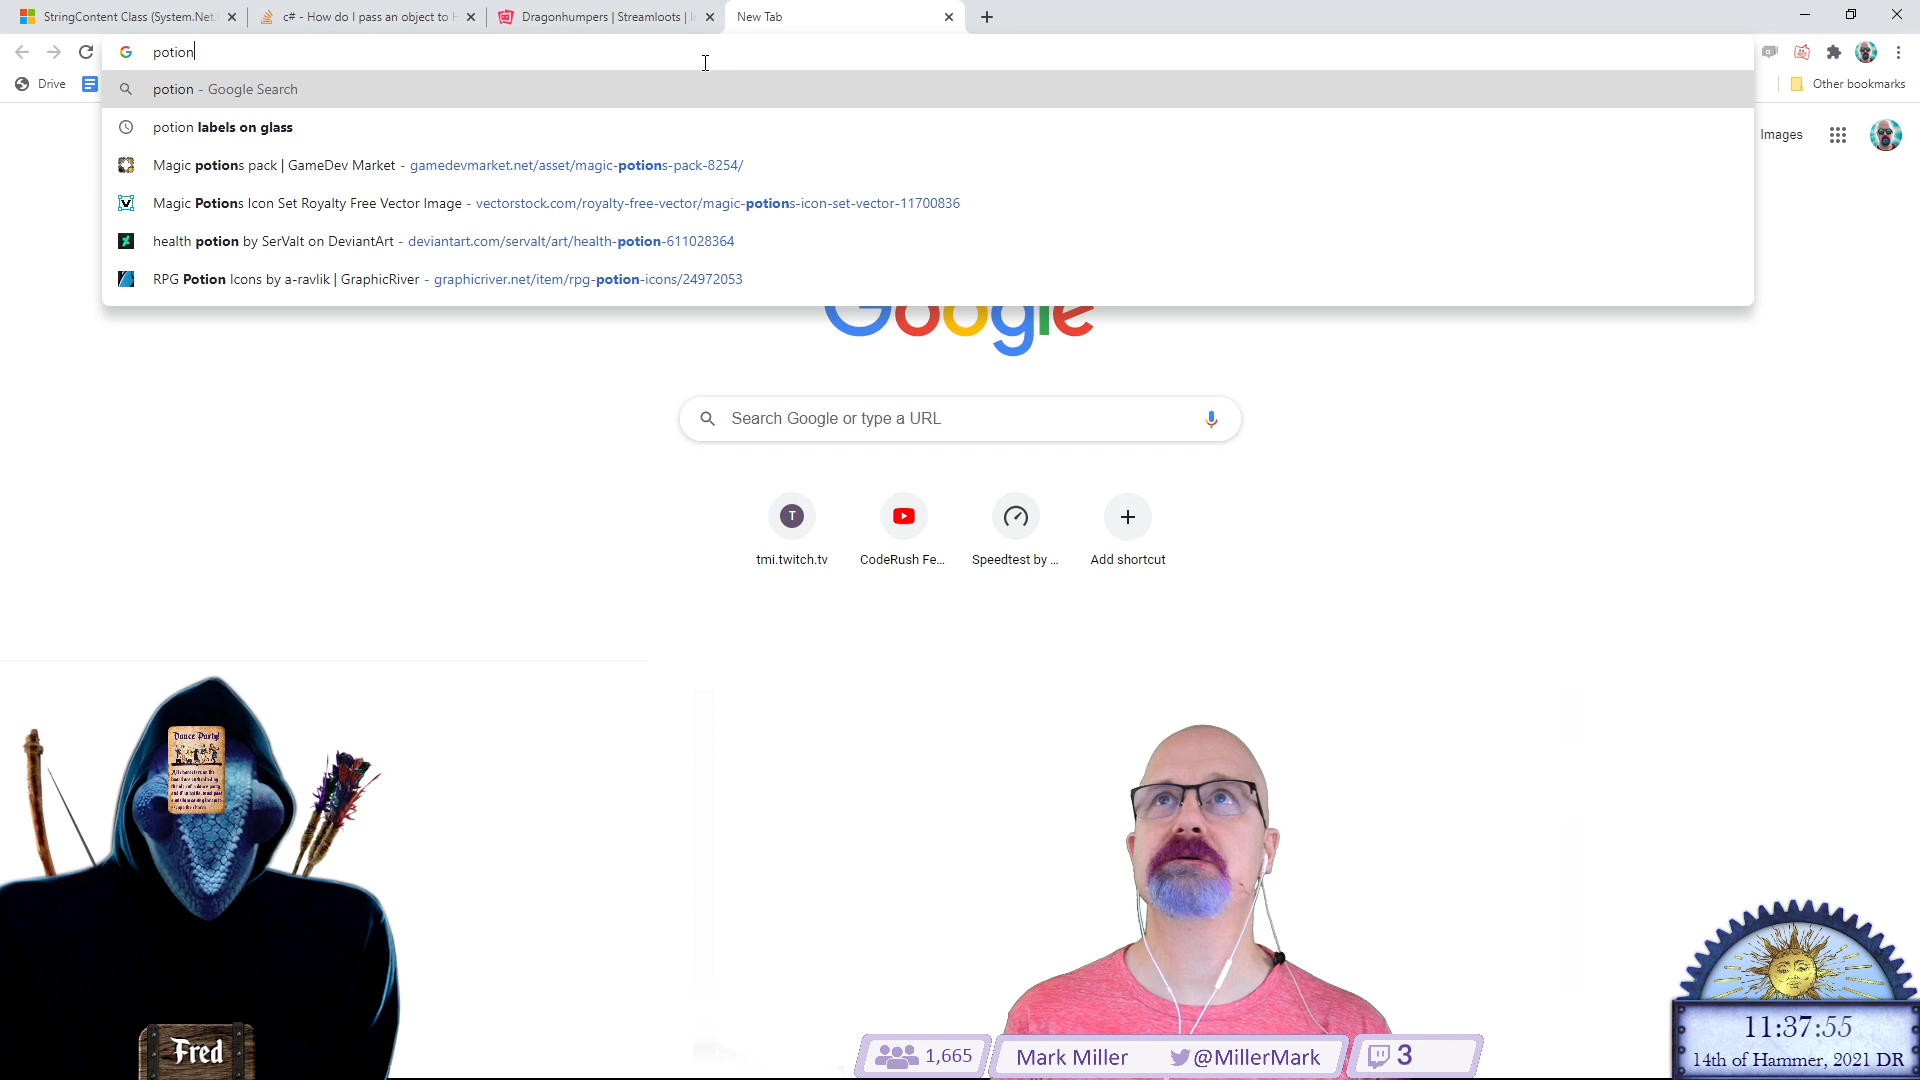 StringContent Class (System.Net.
c# - How do I pass an object to H
Dragonhumpers | Streamloots | I
New Tab
potion
Drive
Other bookmarks
potion - Google Search
potion labels on glass
Magic potions pack | GameDev Market - gamedevmarket.net/asset/magic-potions-pack-8254/
Magic Potions Icon Set Royalty Free Vector Image - vectorstock.com/royalty-free-vector/magic-potions-icon-set-vector-11700836
health potion by SerValt on DeviantArt - deviantart.com/servalt/art/health-potion-611028364
RPG Potion Icons by a-ravlik | GraphicRiver - graphicriver.net/item/rpg-potion-icons/24972053
Images
Google
Search Google or type a URL
T
tmi.twitch.tv
CodeRush Fe...
Speedtest by ...
Add shortcut
Dance Party!
Fred
1,665
Mark Miller
@MillerMark
3
11:37:55
14th of Hammer, 2021 DR